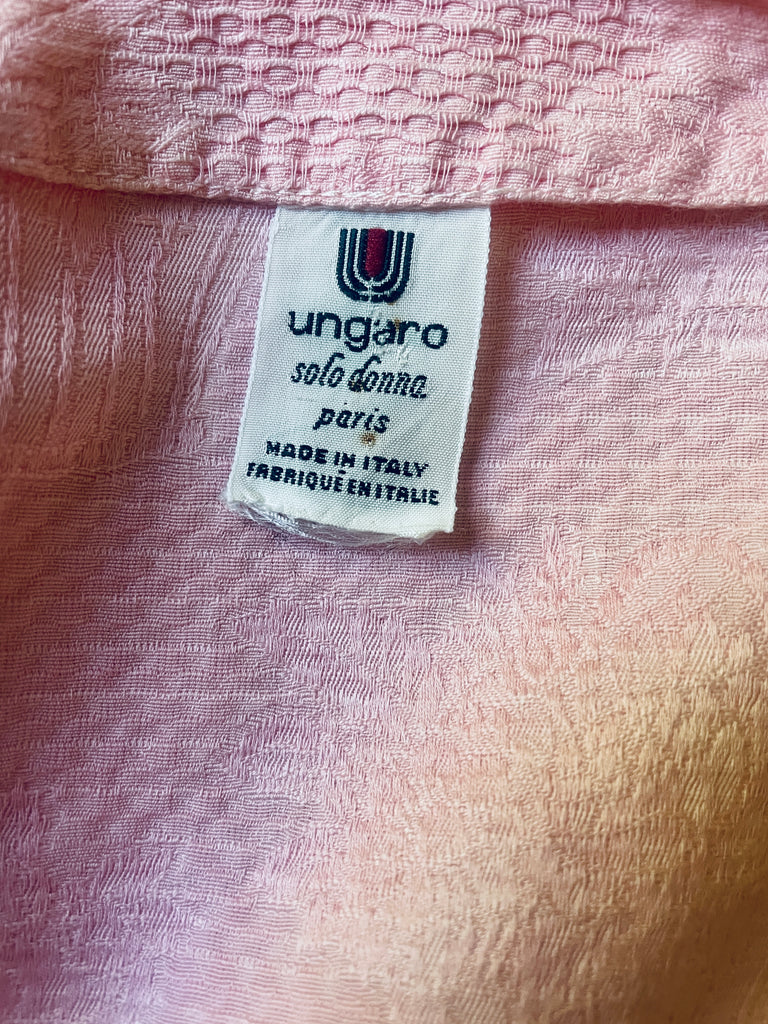 ungaro
solo donna
paris
MADE IN ITALY
FABRIQUÉ EN ITALIE